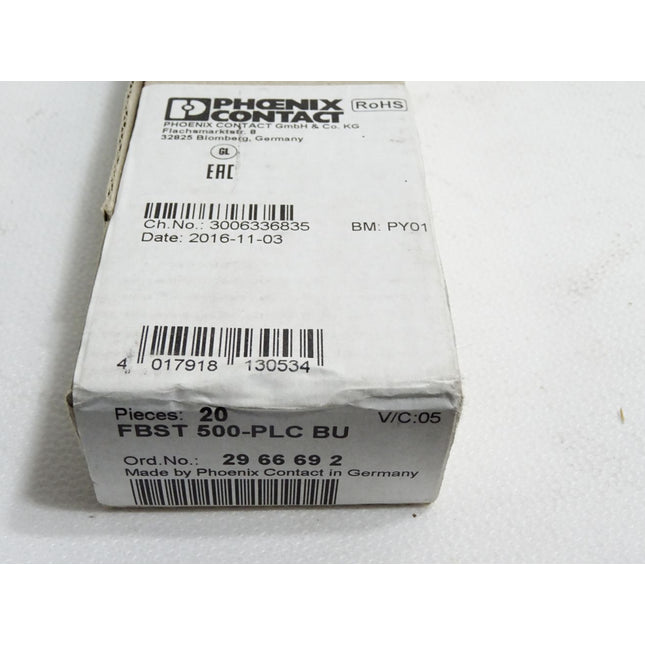 PHŒNIX
CONTACT
RoHS
PHOENIX CONTACT GmbH & Co. KG
Flachsmarktstr. 8
32825 Blomberg, Germany
GL
EAC
Ch.No.: 3006336835
BM: PY01
Date: 2016-11-03
4 017918 130534
Pieces: 20
V/C:05
FBST 500-PLC BU
Ord.No.: 29 66 69 2
Made by Phoenix Contact in Germany